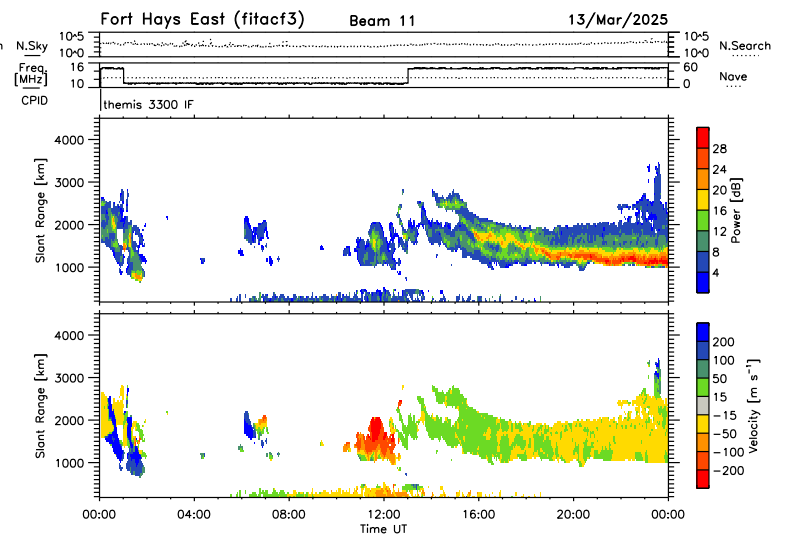 Fort Hays East (fitacf3) Beam 11 13/Mar/2025
n N.Sky 10^5 10^5 N.Search
10^0 10^0
Freq. 16 60 Nave
[MHz] 10 0
CPID themis 3300 IF
4000
3000
2000
1000
Slant Range [km]
28
24
20
16
12
8
4
Power [dB]
4000
3000
2000
1000
Slant Range [km]
200
100
50
15
−15
−50
−100
−200
Velocity [m s⁻¹]
00:00 04:00 08:00 12:00 16:00 20:00 00:00
Time UT